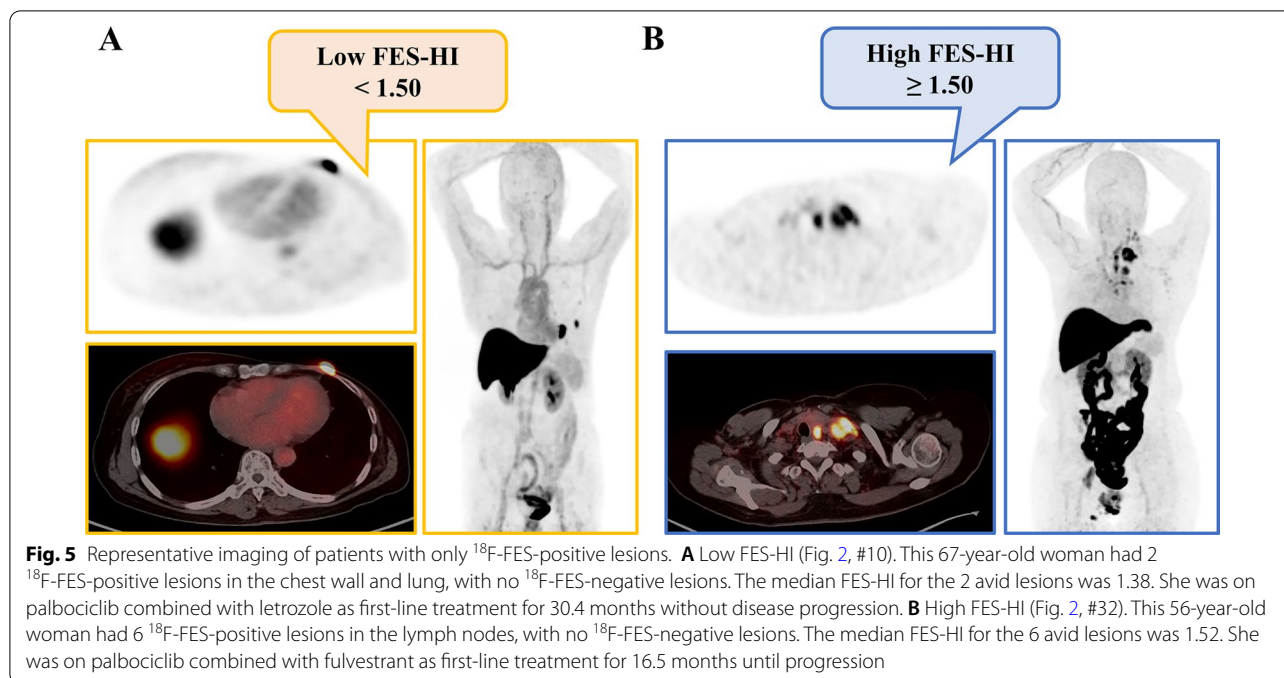 A
B
Low FES-HI
< 1.50
High FES-HI
≥ 1.50
Fig. 5 Representative imaging of patients with only ¹⁸F-FES-positive lesions. A Low FES-HI (Fig. 2, #10). This 67-year-old woman had 2
¹⁸F-FES-positive lesions in the chest wall and lung, with no ¹⁸F-FES-negative lesions. The median FES-HI for the 2 avid lesions was 1.38. She was on
palbociclib combined with letrozole as first-line treatment for 30.4 months without disease progression. B High FES-HI (Fig. 2, #32). This 56-year-old
woman had 6 ¹⁸F-FES-positive lesions in the lymph nodes, with no ¹⁸F-FES-negative lesions. The median FES-HI for the 6 avid lesions was 1.52. She
was on palbociclib combined with fulvestrant as first-line treatment for 16.5 months until progression